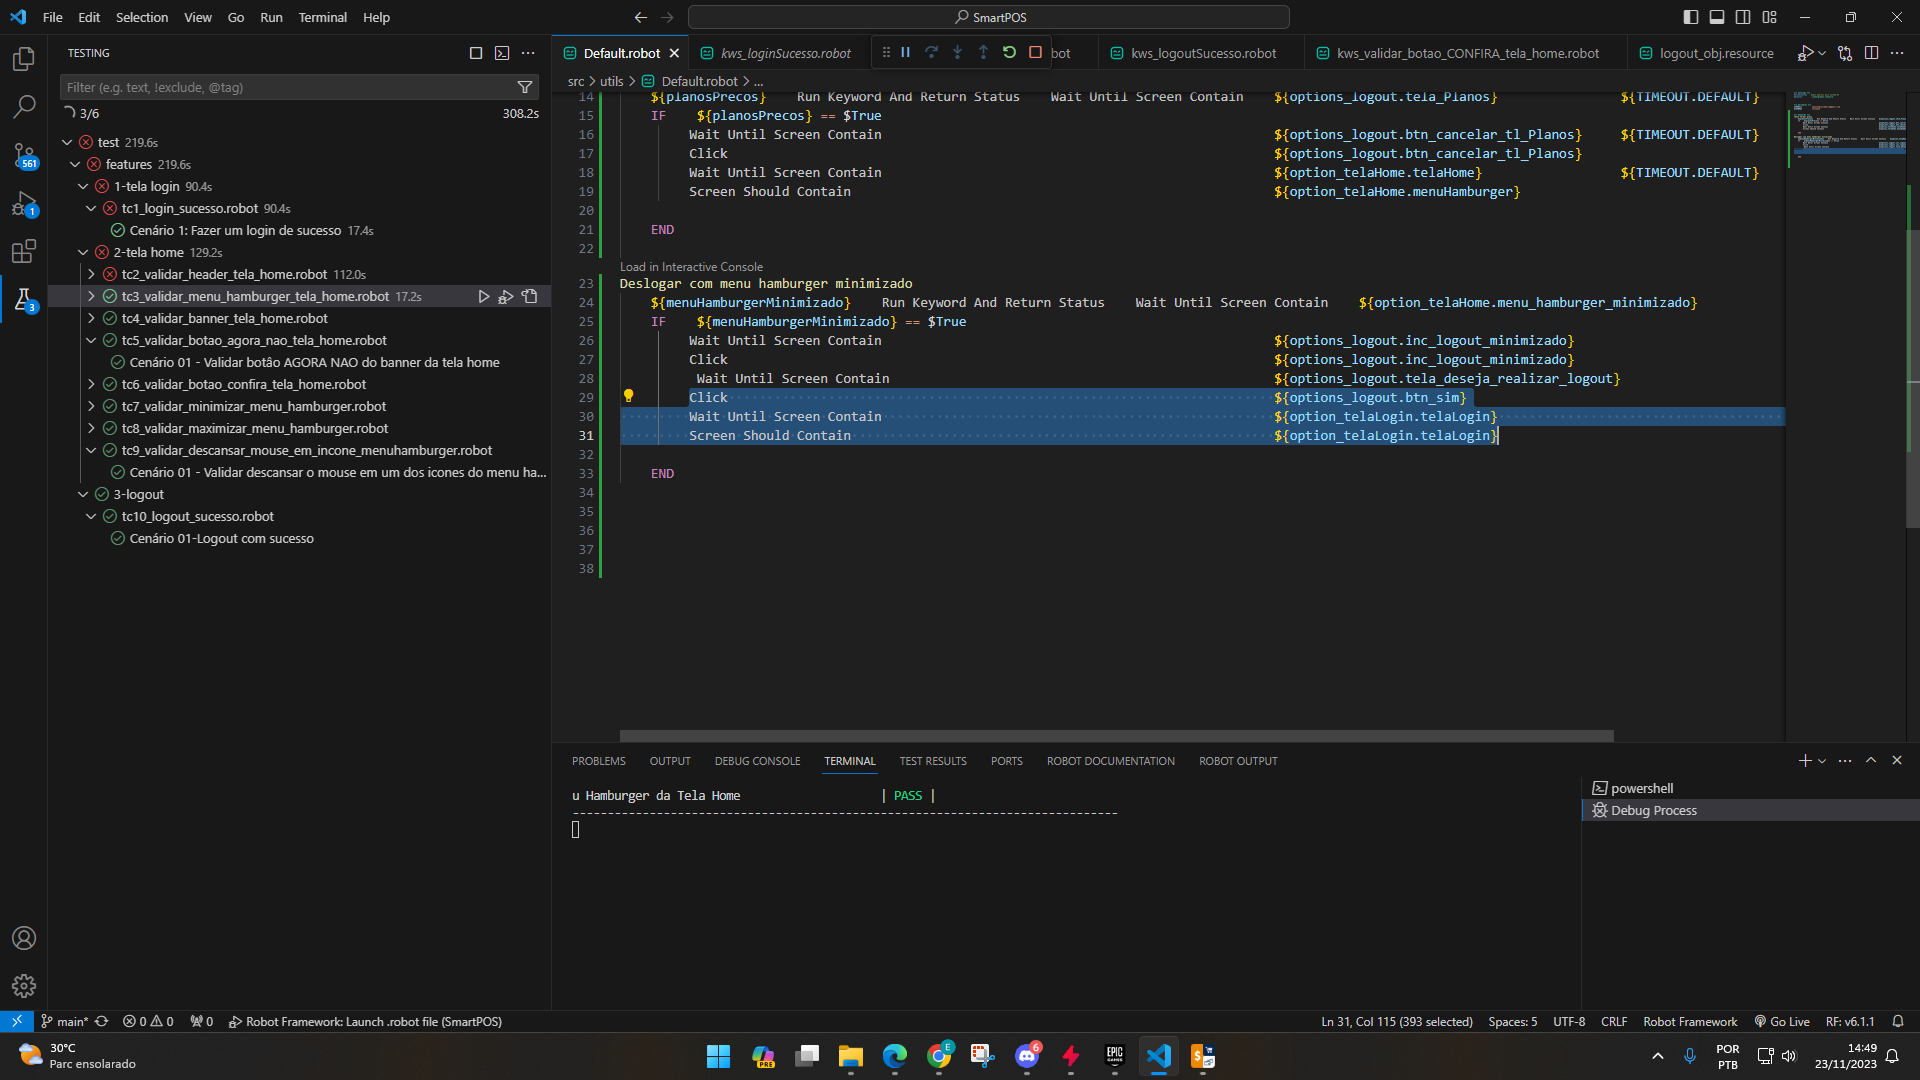 File Edit Selection View Go Run Terminal Help
SmartPOS
TESTING
Default.robot
kws_loginSucesso.robot
bot
kws_logoutSucesso.robot
kws_validar_botao_CONFIRA_tela_home.robot
logout_obj.resource
Filter (e.g. text, !exclude, @tag)
src > utils > Default.robot > ...
3/6 308.2s
test 219.6s
features 219.6s
1-tela login 90.4s
tc1_login_sucesso.robot 90.4s
Cenário 1: Fazer um login de sucesso 17.4s
2-tela home 129.2s
tc2_validar_header_tela_home.robot 112.0s
tc3_validar_menu_hamburger_tela_home.robot 17.2s
tc4_validar_banner_tela_home.robot
tc5_validar_botao_agora_nao_tela_home.robot
Cenário 01 - Validar botâo AGORA NAO do banner da tela home
tc6_validar_botao_confira_tela_home.robot
tc7_validar_minimizar_menu_hamburger.robot
tc8_validar_maximizar_menu_hamburger.robot
tc9_validar_descansar_mouse_em_incone_menuhamburger.robot
Cenário 01 - Validar descansar o mouse em um dos icones do menu ha...
3-logout
tc10_logout_sucesso.robot
Cenário 01-Logout com sucesso
561
1
3
14 ${planosPrecos} Run Keyword And Return Status Wait Until Screen Contain ${options_logout.tela_Planos} ${TIMEOUT.DEFAULT}
15 IF ${planosPrecos} == $True
16 Wait Until Screen Contain ${options_logout.btn_cancelar_tl_Planos} ${TIMEOUT.DEFAULT}
17 Click ${options_logout.btn_cancelar_tl_Planos}
18 Wait Until Screen Contain ${option_telaHome.telaHome} ${TIMEOUT.DEFAULT}
19 Screen Should Contain ${option_telaHome.menuHamburger}
20
21 END
22
Load in Interactive Console
23 Deslogar com menu hamburger minimizado
24 ${menuHamburgerMinimizado} Run Keyword And Return Status Wait Until Screen Contain ${option_telaHome.menu_hamburger_minimizado}
25 IF ${menuHamburgerMinimizado} == $True
26 Wait Until Screen Contain ${options_logout.inc_logout_minimizado}
27 Click ${options_logout.inc_logout_minimizado}
28 Wait Until Screen Contain ${options_logout.tela_deseja_realizar_logout}
29 Click ${options_logout.btn_sim}
30 Wait Until Screen Contain ${option_telaLogin.telaLogin}
31 Screen Should Contain ${option_telaLogin.telaLogin}
32
33 END
34
35
36
37
38
PROBLEMS OUTPUT DEBUG CONSOLE TERMINAL TEST RESULTS PORTS ROBOT DOCUMENTATION ROBOT OUTPUT
u Hamburger da Tela Home | PASS |
------------------------------------------------------------------------------
powershell
Debug Process
main* 0 0 0 Robot Framework: Launch .robot file (SmartPOS)
Ln 31, Col 115 (393 selected) Spaces: 5 UTF-8 CRLF Robot Framework Go Live RF: v6.1.1
30°C
Parc ensolarado
PRE
E
6
EPIC GAMES
POR
PTB
14:49
23/11/2023